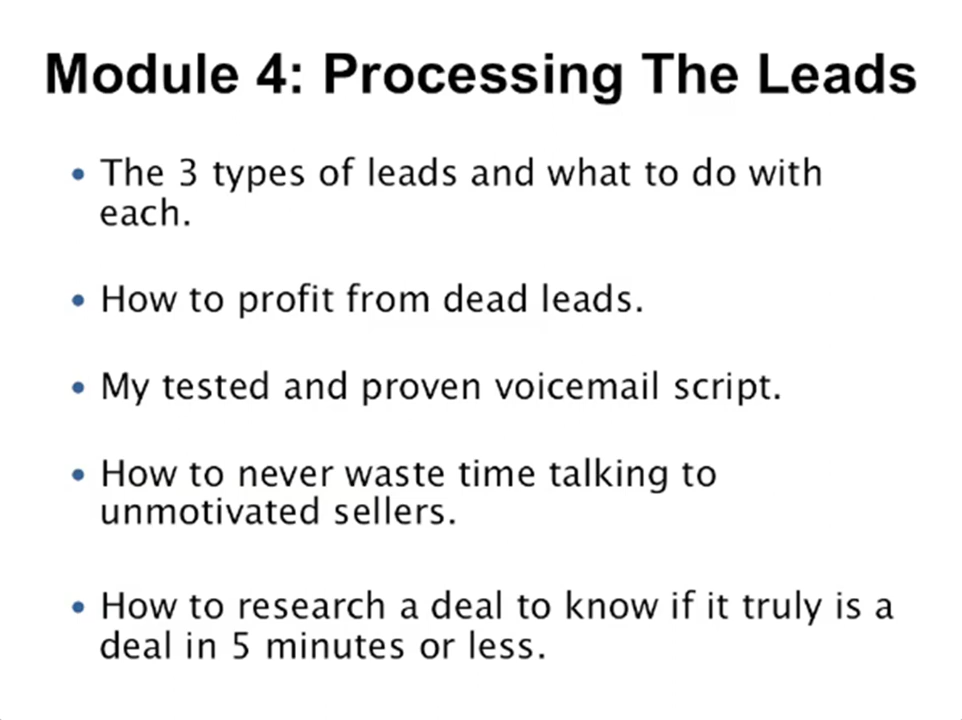 Module 4: Processing The Leads
• The 3 types of leads and what to do with
each.
• How to profit from dead leads.
• My tested and proven voicemail script.
• How to never waste time talking to
unmotivated sellers.
• How to research a deal to know if it truly is a
deal in 5 minutes or less.